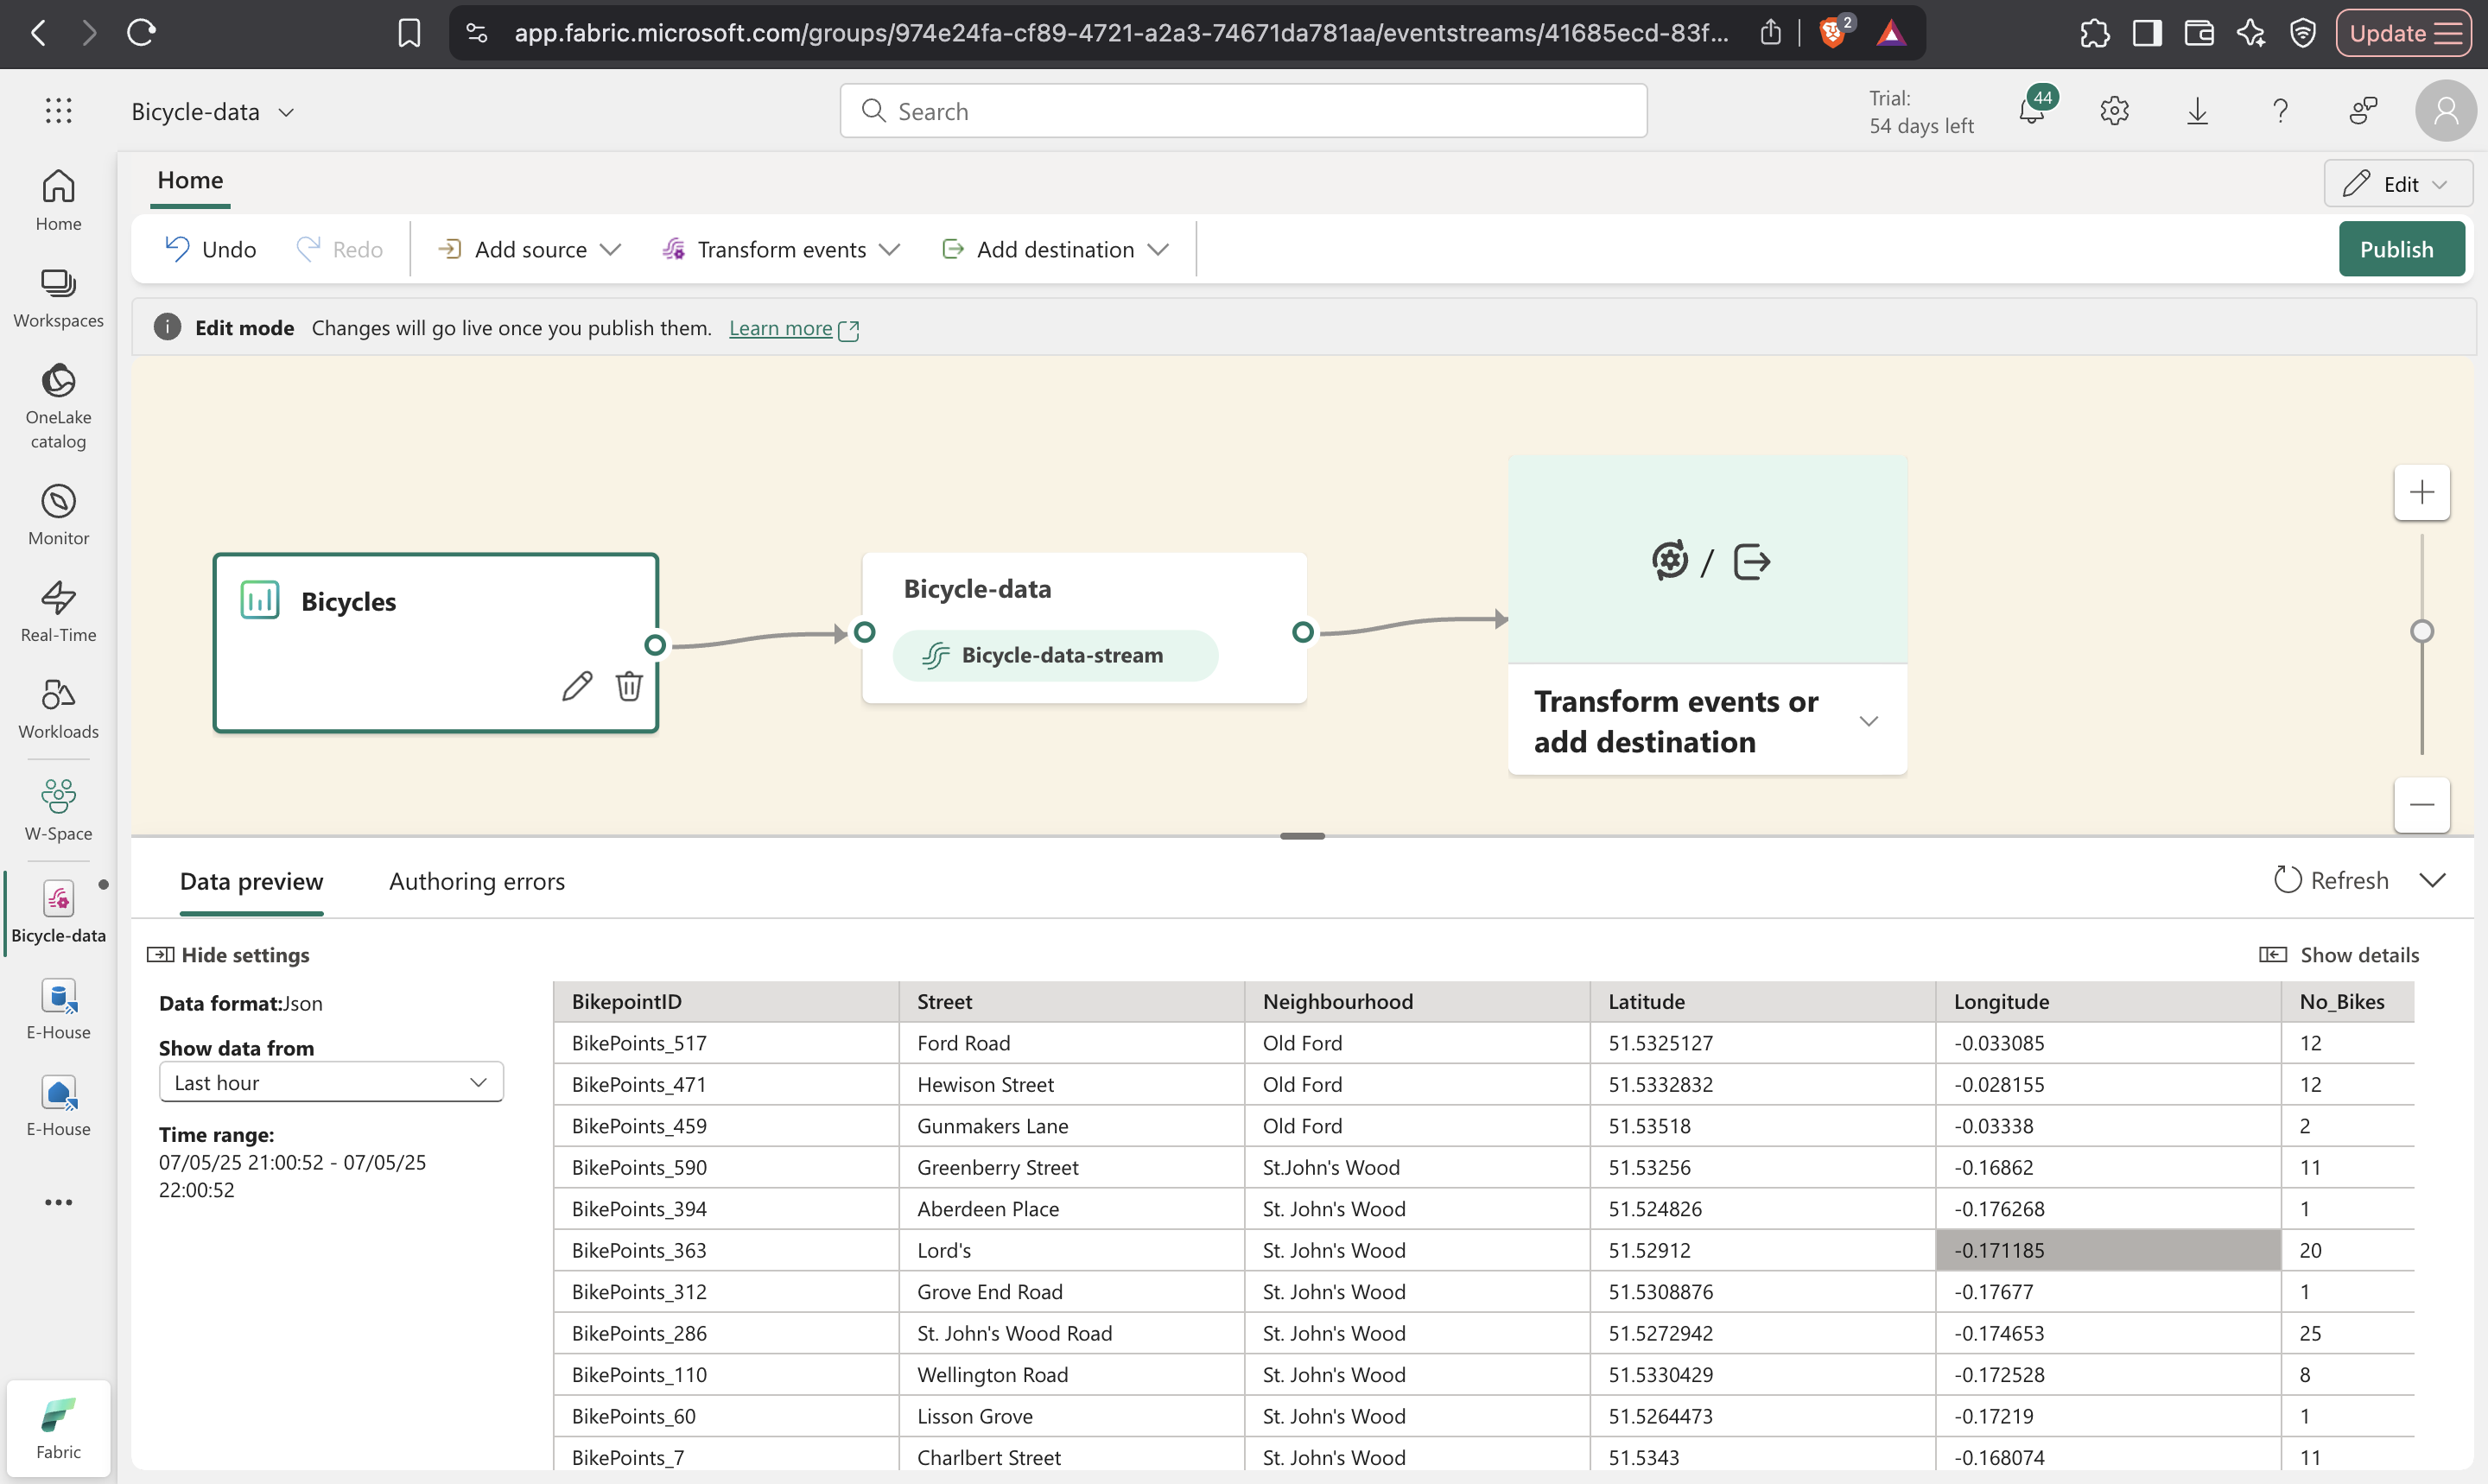 app.fabric.microsoft.com/groups/974e24fa-cf89-4721-a2a3-74671da781aa/eventstreams/41685ecd-83f...
2
Update
Bicycle-data
Search
Trial:
54 days left
44
Home
Edit
Undo
Redo
Add source
Transform events
Add destination
Publish
Edit mode Changes will go live once you publish them. Learn more
Home
Workspaces
OneLake
catalog
Monitor
Real-Time
Workloads
W-Space
Bicycle-data
E-House
E-House
Fabric
Bicycles
Bicycle-data
Bicycle-data-stream
/
Transform events or
add destination
Data preview
Authoring errors
Refresh
Hide settings
Show details
Data format:Json
Show data from
Last hour
Time range:
07/05/25 21:00:52 - 07/05/25
22:00:52
BikepointID Street Neighbourhood Latitude Longitude No_Bikes
BikePoints_517 Ford Road Old Ford 51.5325127 -0.033085 12
BikePoints_471 Hewison Street Old Ford 51.5332832 -0.028155 12
BikePoints_459 Gunmakers Lane Old Ford 51.53518 -0.03338 2
BikePoints_590 Greenberry Street St.John's Wood 51.53256 -0.16862 11
BikePoints_394 Aberdeen Place St. John's Wood 51.524826 -0.176268 1
BikePoints_363 Lord's St. John's Wood 51.52912 -0.171185 20
BikePoints_312 Grove End Road St. John's Wood 51.5308876 -0.17677 1
BikePoints_286 St. John's Wood Road St. John's Wood 51.5272942 -0.174653 25
BikePoints_110 Wellington Road St. John's Wood 51.5330429 -0.172528 8
BikePoints_60 Lisson Grove St. John's Wood 51.5264473 -0.17219 1
BikePoints_7 Charlbert Street St. John's Wood 51.5343 -0.168074 11